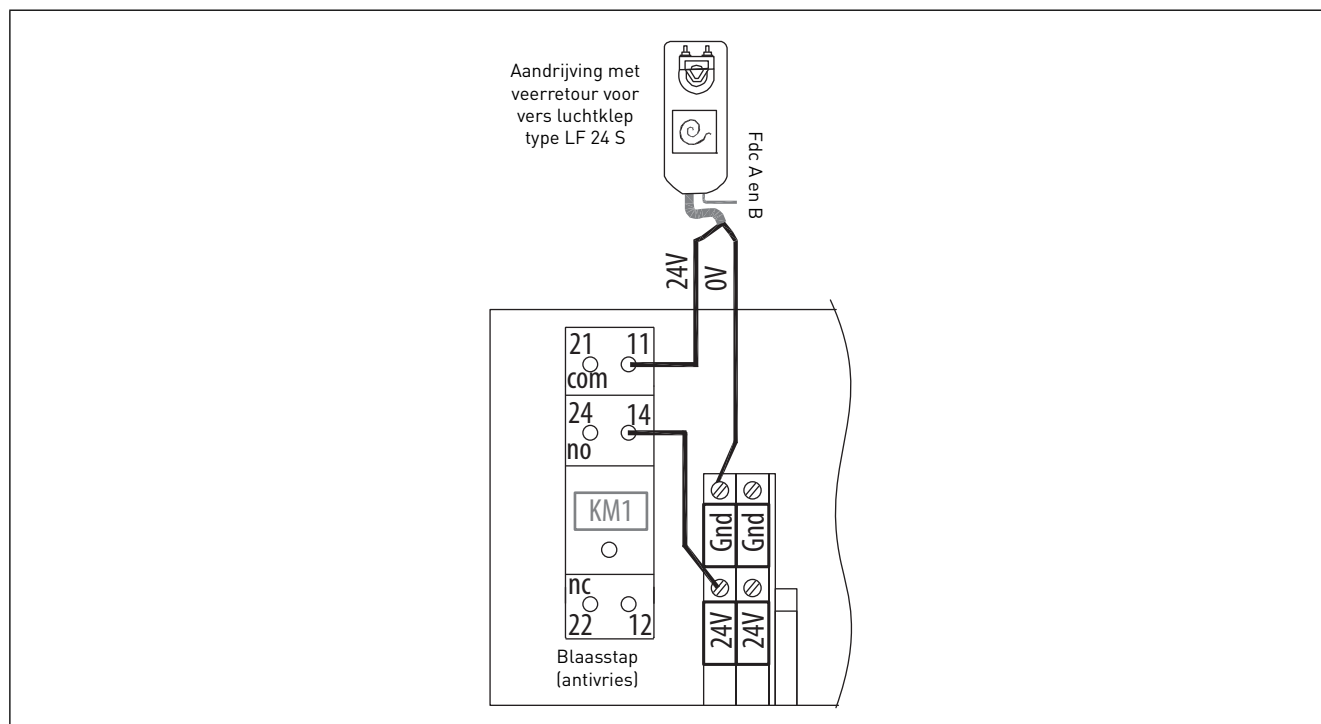 Aandrijving met
veerretour voor
vers luchtklep
type LF 24 S
Fdc A en B
24V
0V
21 11
com
24 14
no
KM1
nc
22 12
Blaasstap
(antivries)
Gnd Gnd
24V 24V